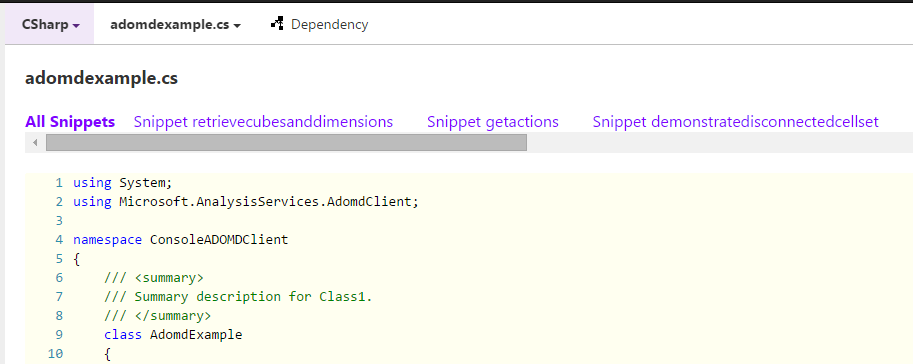 CSharp adomdexample.cs Dependency
adomdexample.cs
All Snippets Snippet retrievecubesanddimensions Snippet getactions Snippet demonstratedisconnectedcellset
1 using System;
2 using Microsoft.AnalysisServices.AdomdClient;
3
4 namespace ConsoleADOMDClient
5 {
6 /// <summary>
7 /// Summary description for Class1.
8 /// </summary>
9 class AdomdExample
10 {